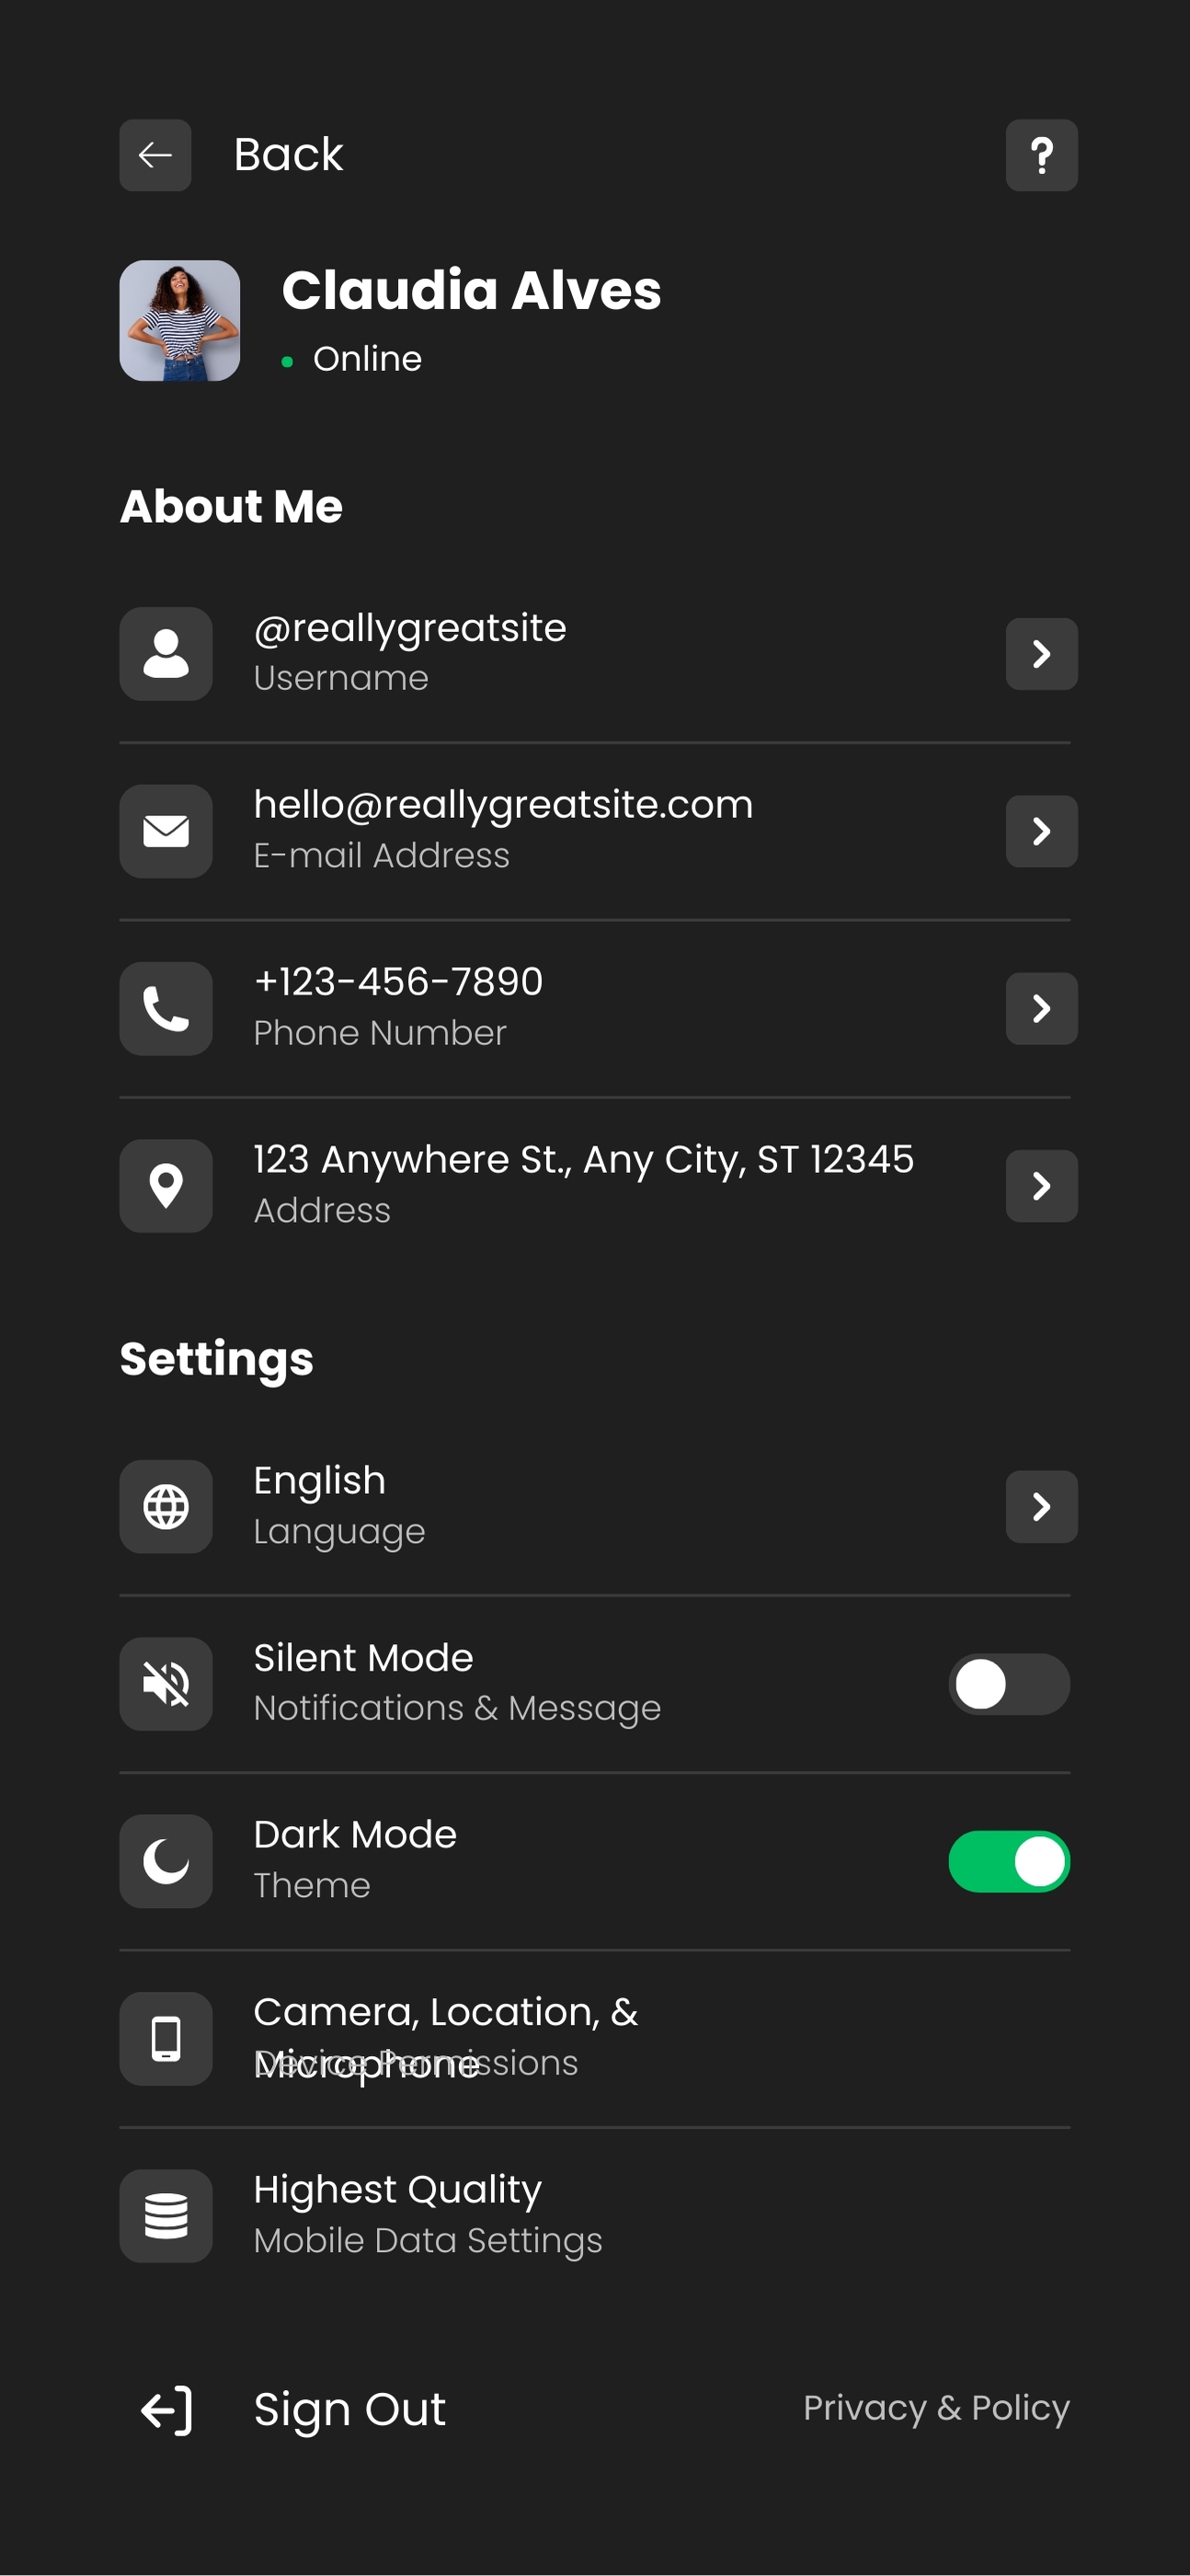 Back
?
Claudia Alves
Online
About Me
@reallygreatsite
Username
hello@reallygreatsite.com
E-mail Address
+123-456-7890
Phone Number
123 Anywhere St., Any City, ST 12345
Address
Settings
English
Language
Silent Mode
Notifications & Message
Dark Mode
Theme
Camera, Location, &
Microphone
Device Permissions
Highest Quality
Mobile Data Settings
Sign Out
Privacy & Policy